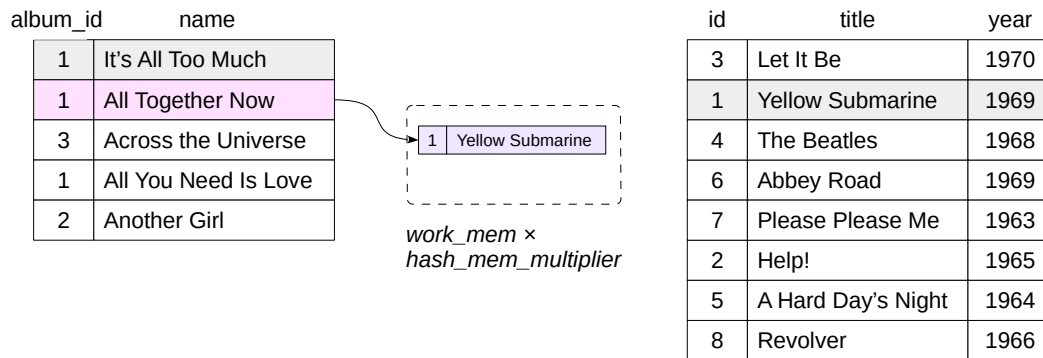 album_id name
1 It's All Too Much
1 All Together Now
3 Across the Universe
1 All You Need Is Love
2 Another Girl
1 Yellow Submarine
work_mem ×
hash_mem_multiplier
id title year
3 Let It Be 1970
1 Yellow Submarine 1969
4 The Beatles 1968
6 Abbey Road 1969
7 Please Please Me 1963
2 Help! 1965
5 A Hard Day's Night 1964
8 Revolver 1966